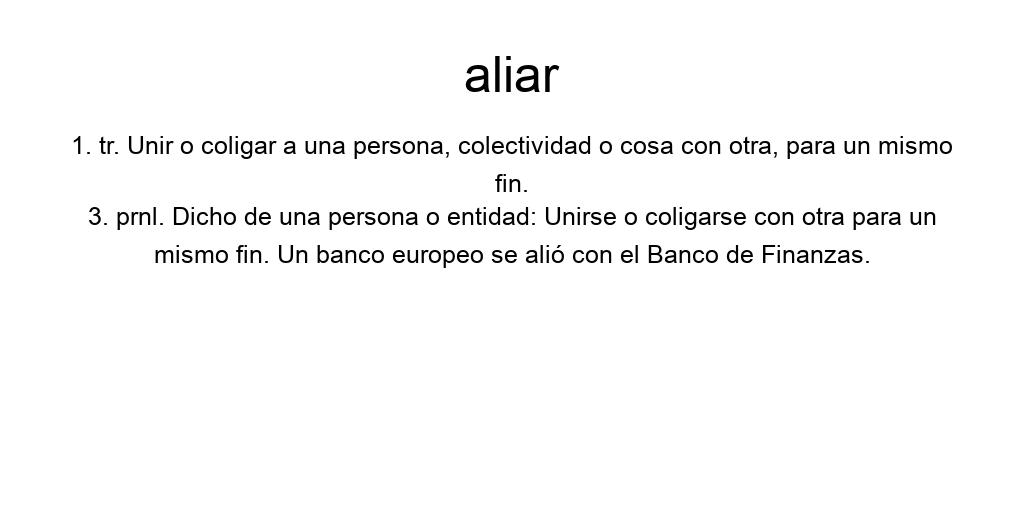 aliar
1. tr. Unir o coligar a una persona, colectividad o cosa con otra, para un mismo
fin.
3. prnl. Dicho de una persona o entidad: Unirse o coligarse con otra para un
mismo fin. Un banco europeo se alió con el Banco de Finanzas.